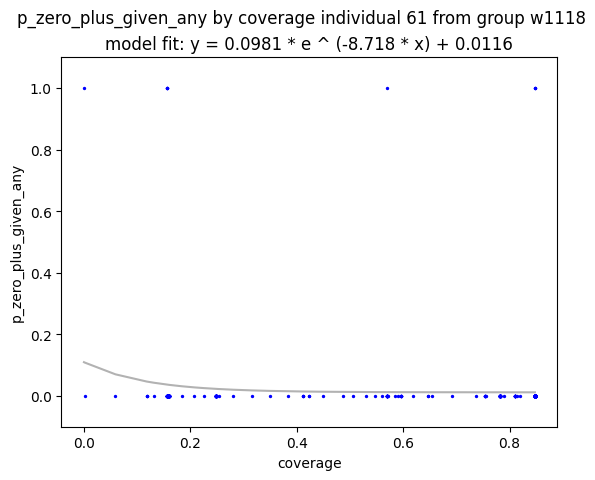 p_zero_plus_given_any by coverage individual 61 from group w1118
model fit: y = 0.0981 * e ^ (-8.718 * x) + 0.0116
1.0
0.8
0.6
0.4
0.2
0.0
p_zero_plus_given_any
0.0 0.2 0.4 0.6 0.8
coverage